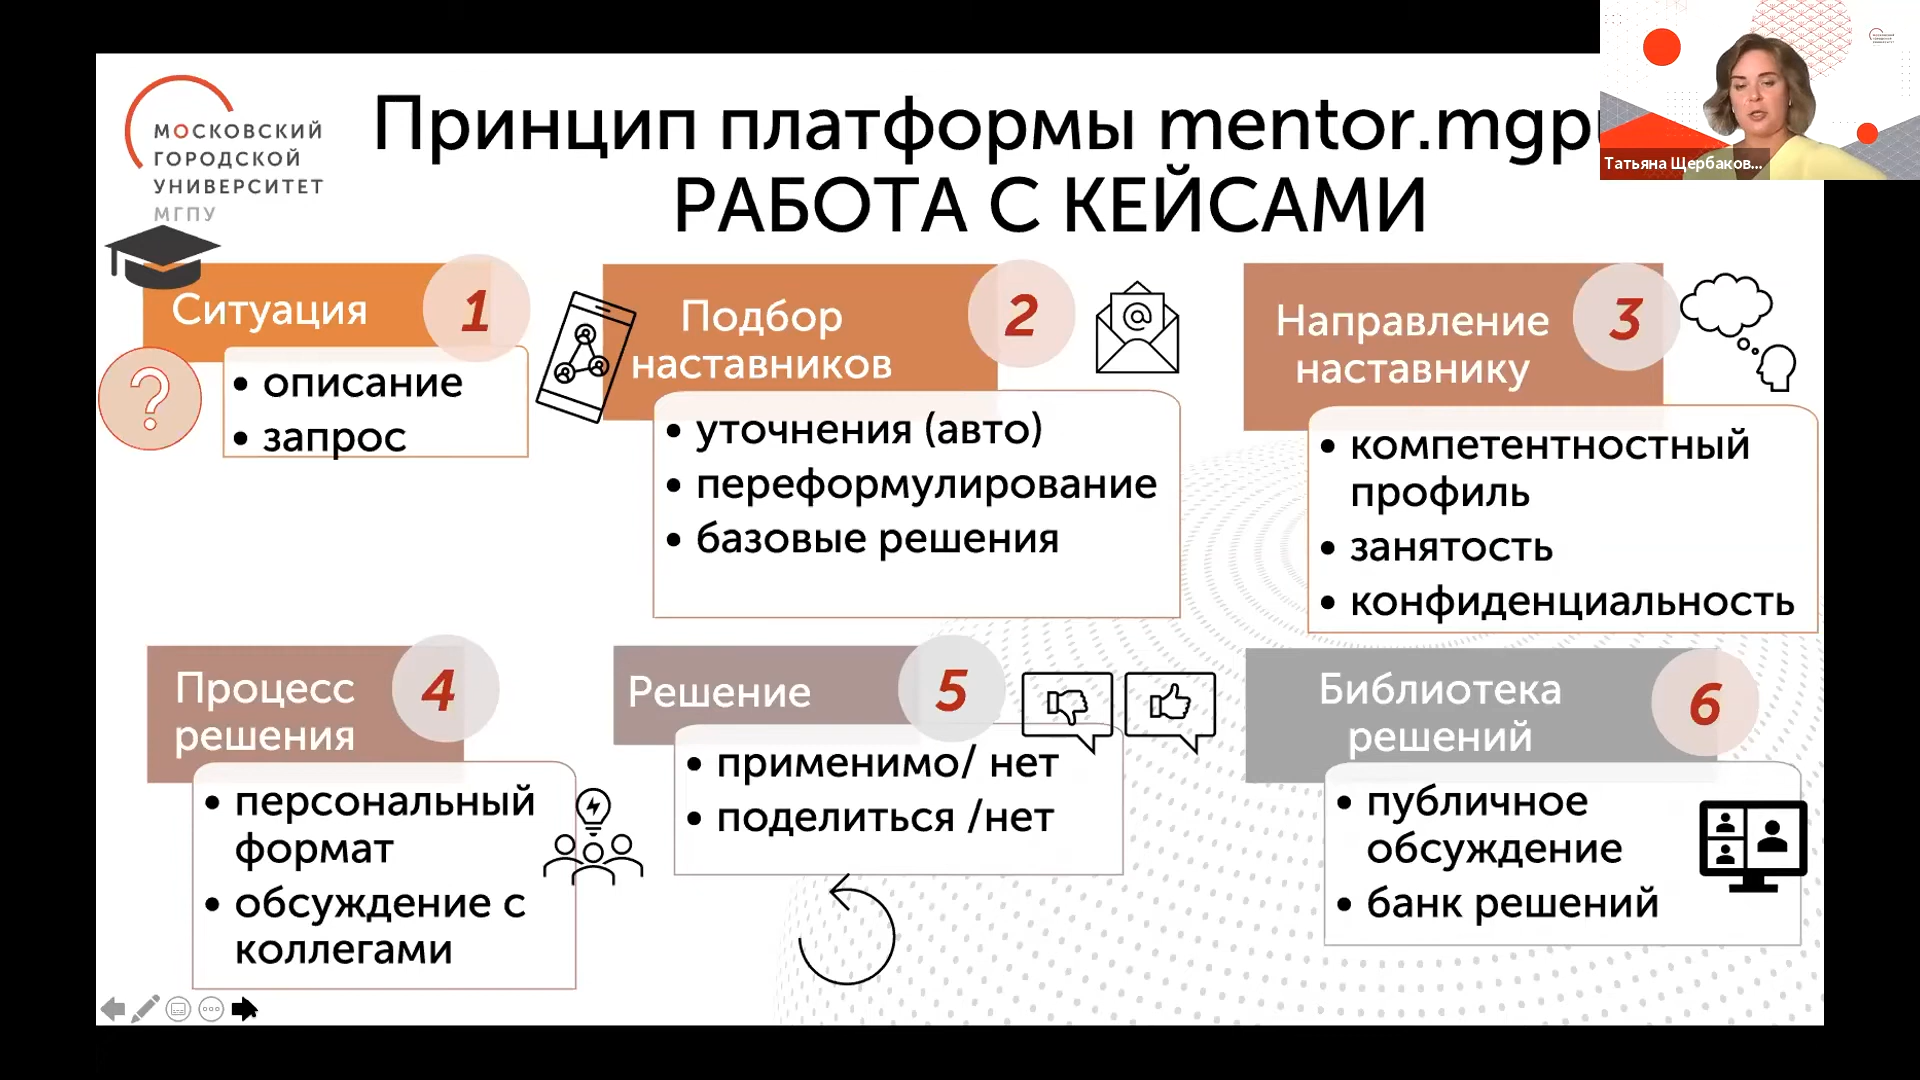 МОСКОВСКИЙ
ГОРОДСКОЙ
УНИВЕРСИТЕТ
МГПУ
Принцип платформы mentor.mgp
РАБОТА С КЕЙСАМИ
Татьяна Щербаков...
Ситуация
1
• описание
• запрос
?
Подбор
наставников
2
@
• уточнения (авто)
• переформулирование
• базовые решения
Направление
наставнику
3
• компетентностный
профиль
• занятость
• конфиденциальность
Процесс
решения
4
• персональный
формат
• обсуждение с
коллегами
Решение
5
• применимо/ нет
• поделиться /нет
Библиотека
решений
6
• публичное
обсуждение
• банк решений